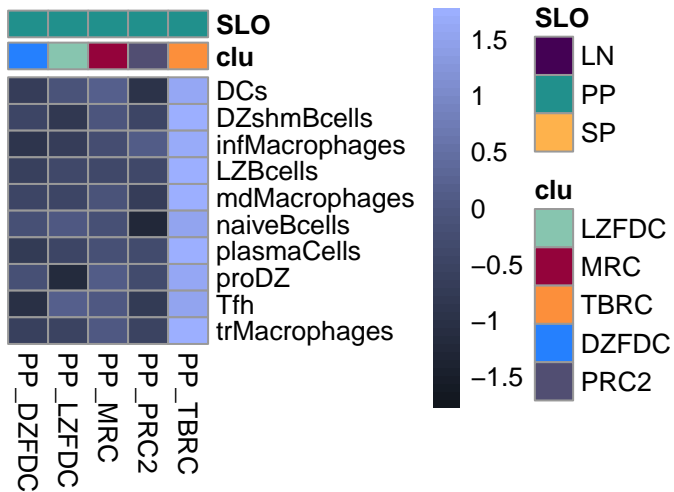 SLO
clu
DCs
DZshmBcells
infMacrophages
LZBcells
mdMacrophages
naiveBcells
plasmaCells
proDZ
Tfh
trMacrophages
PP_DZFDC
PP_LZFDC
PP_MRC
PP_PRC2
PP_TBRC
1.5
1
0.5
0
−0.5
−1
−1.5
SLO
LN
PP
SP
clu
LZFDC
MRC
TBRC
DZFDC
PRC2